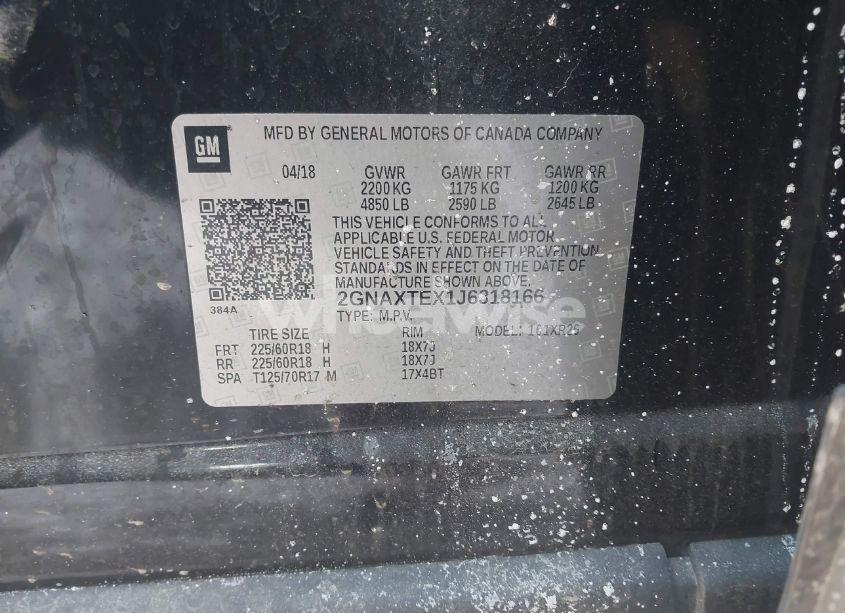 GM
MFD BY GENERAL MOTORS OF CANADA COMPANY
04/18 GVWR GAWR FRT GAWR RR
2200 KG 1175 KG 1200 KG
4850 LB 2590 LB 2645 LB
THIS VEHICLE CONFORMS TO ALL
APPLICABLE U.S. FEDERAL MOTOR
VEHICLE SAFETY AND THEFT PREVENTION
STANDARDS IN EFFECT ON THE DATE OF
MANUFACTURE SHOWN ABOVE.
2GNAXTEX1J6318166
384A
TYPE: M.P.V. MODEL: 1G1XR26
TIRE SIZE RIM
FRT 225/60R18 H 18X7J
RR 225/60R18 H 18X7J
SPA T125/70R17 M 17X4BT